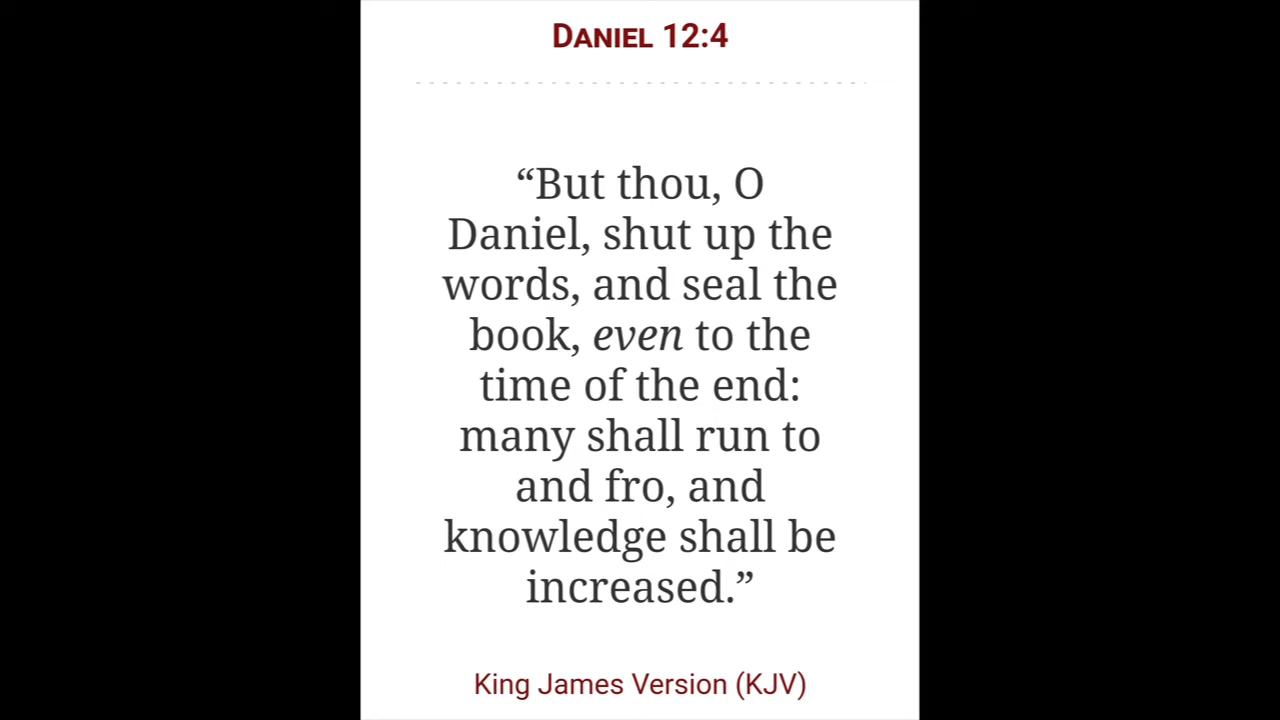 DANIEL 12:4
“But thou, O
Daniel, shut up the
words, and seal the
book, even to the
time of the end:
many shall run to
and fro, and
knowledge shall be
increased.”
King James Version (KJV)